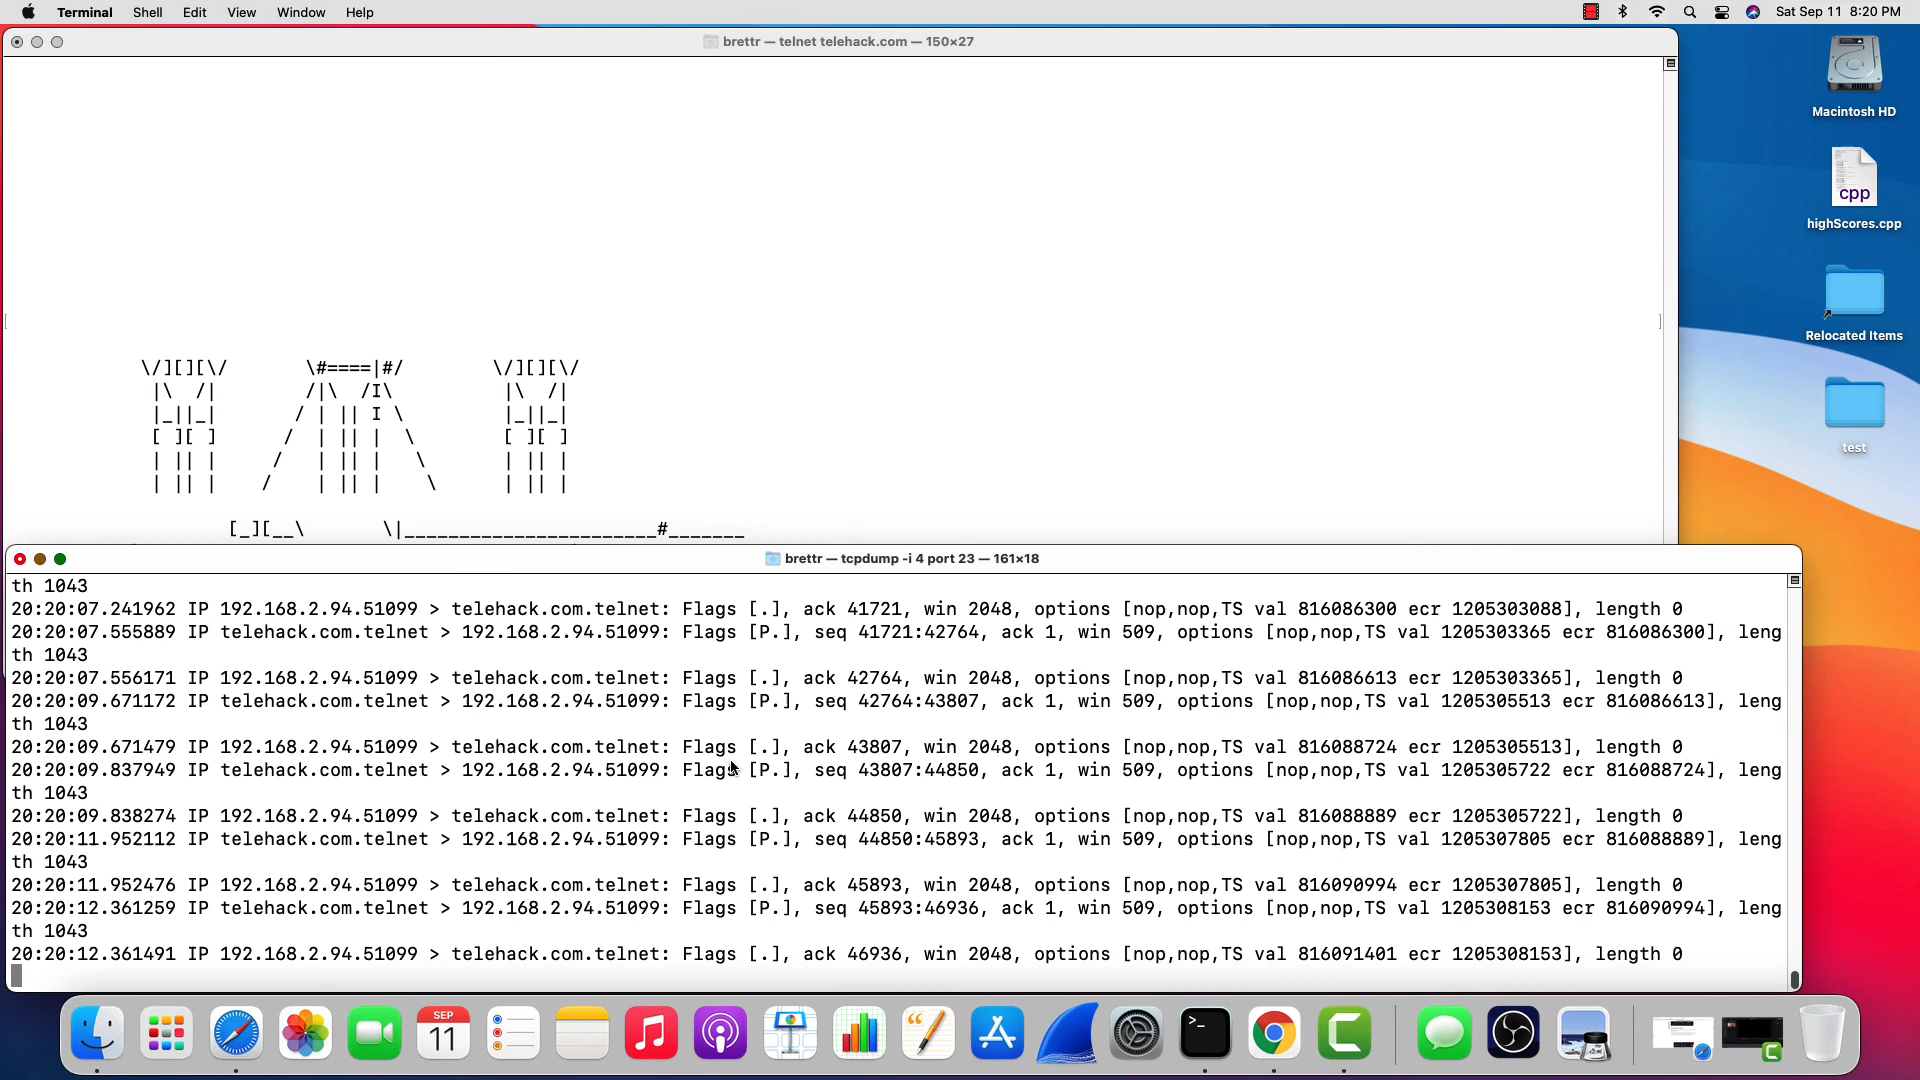 Terminal Shell Edit View Window Help Sat Sep 11 8:20 PM
brettr — telnet telehack.com — 150×27
Macintosh HD
cpp
highScores.cpp
Relocated Items
test
\/][][\/       \#====|#/        \/][][\/
|\  /|        /|\  /I\          |\  /|
|_||_|       / | || I \         |_||_|
[ ][ ]      /  | || |  \        [ ][ ]
| || |     /   | || |   \       | || |
| || |    /    | || |    \      | || |
[_][__\       \|_______________________#_______
brettr — tcpdump -i 4 port 23 — 161×18
th 1043
20:20:07.241962 IP 192.168.2.94.51099 > telehack.com.telnet: Flags [.], ack 41721, win 2048, options [nop,nop,TS val 816086300 ecr 1205303088], length 0
20:20:07.555889 IP telehack.com.telnet > 192.168.2.94.51099: Flags [P.], seq 41721:42764, ack 1, win 509, options [nop,nop,TS val 1205303365 ecr 816086300], leng
th 1043
20:20:07.556171 IP 192.168.2.94.51099 > telehack.com.telnet: Flags [.], ack 42764, win 2048, options [nop,nop,TS val 816086613 ecr 1205303365], length 0
20:20:09.671172 IP telehack.com.telnet > 192.168.2.94.51099: Flags [P.], seq 42764:43807, ack 1, win 509, options [nop,nop,TS val 1205305513 ecr 816086613], leng
th 1043
20:20:09.671479 IP 192.168.2.94.51099 > telehack.com.telnet: Flags [.], ack 43807, win 2048, options [nop,nop,TS val 816088724 ecr 1205305513], length 0
20:20:09.837949 IP telehack.com.telnet > 192.168.2.94.51099: Flags [P.], seq 43807:44850, ack 1, win 509, options [nop,nop,TS val 1205305722 ecr 816088724], leng
th 1043
20:20:09.838274 IP 192.168.2.94.51099 > telehack.com.telnet: Flags [.], ack 44850, win 2048, options [nop,nop,TS val 816088889 ecr 1205305722], length 0
20:20:11.952112 IP telehack.com.telnet > 192.168.2.94.51099: Flags [P.], seq 44850:45893, ack 1, win 509, options [nop,nop,TS val 1205307805 ecr 816088889], leng
th 1043
20:20:11.952476 IP 192.168.2.94.51099 > telehack.com.telnet: Flags [.], ack 45893, win 2048, options [nop,nop,TS val 816090994 ecr 1205307805], length 0
20:20:12.361259 IP telehack.com.telnet > 192.168.2.94.51099: Flags [P.], seq 45893:46936, ack 1, win 509, options [nop,nop,TS val 1205308153 ecr 816090994], leng
th 1043
20:20:12.361491 IP 192.168.2.94.51099 > telehack.com.telnet: Flags [.], ack 46936, win 2048, options [nop,nop,TS val 816091401 ecr 1205308153], length 0
SEP
11
>_